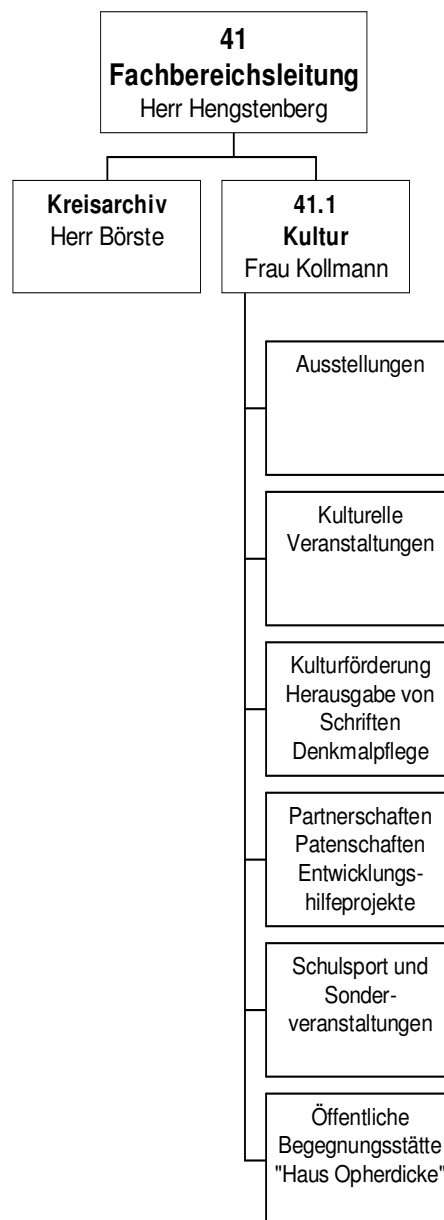 41
Fachbereichsleitung
Herr Hengstenberg
Kreisarchiv
Herr Börste
41.1
Kultur
Frau Kollmann
Ausstellungen
Kulturelle
Veranstaltungen
Kulturförderung
Herausgabe von
Schriften
Denkmalpflege
Partnerschaften
Patenschaften
Entwicklungs-
hilfeprojekte
Schulsport und
Sonder-
veranstaltungen
Öffentliche
Begegnungsstätte
"Haus Opherdicke"